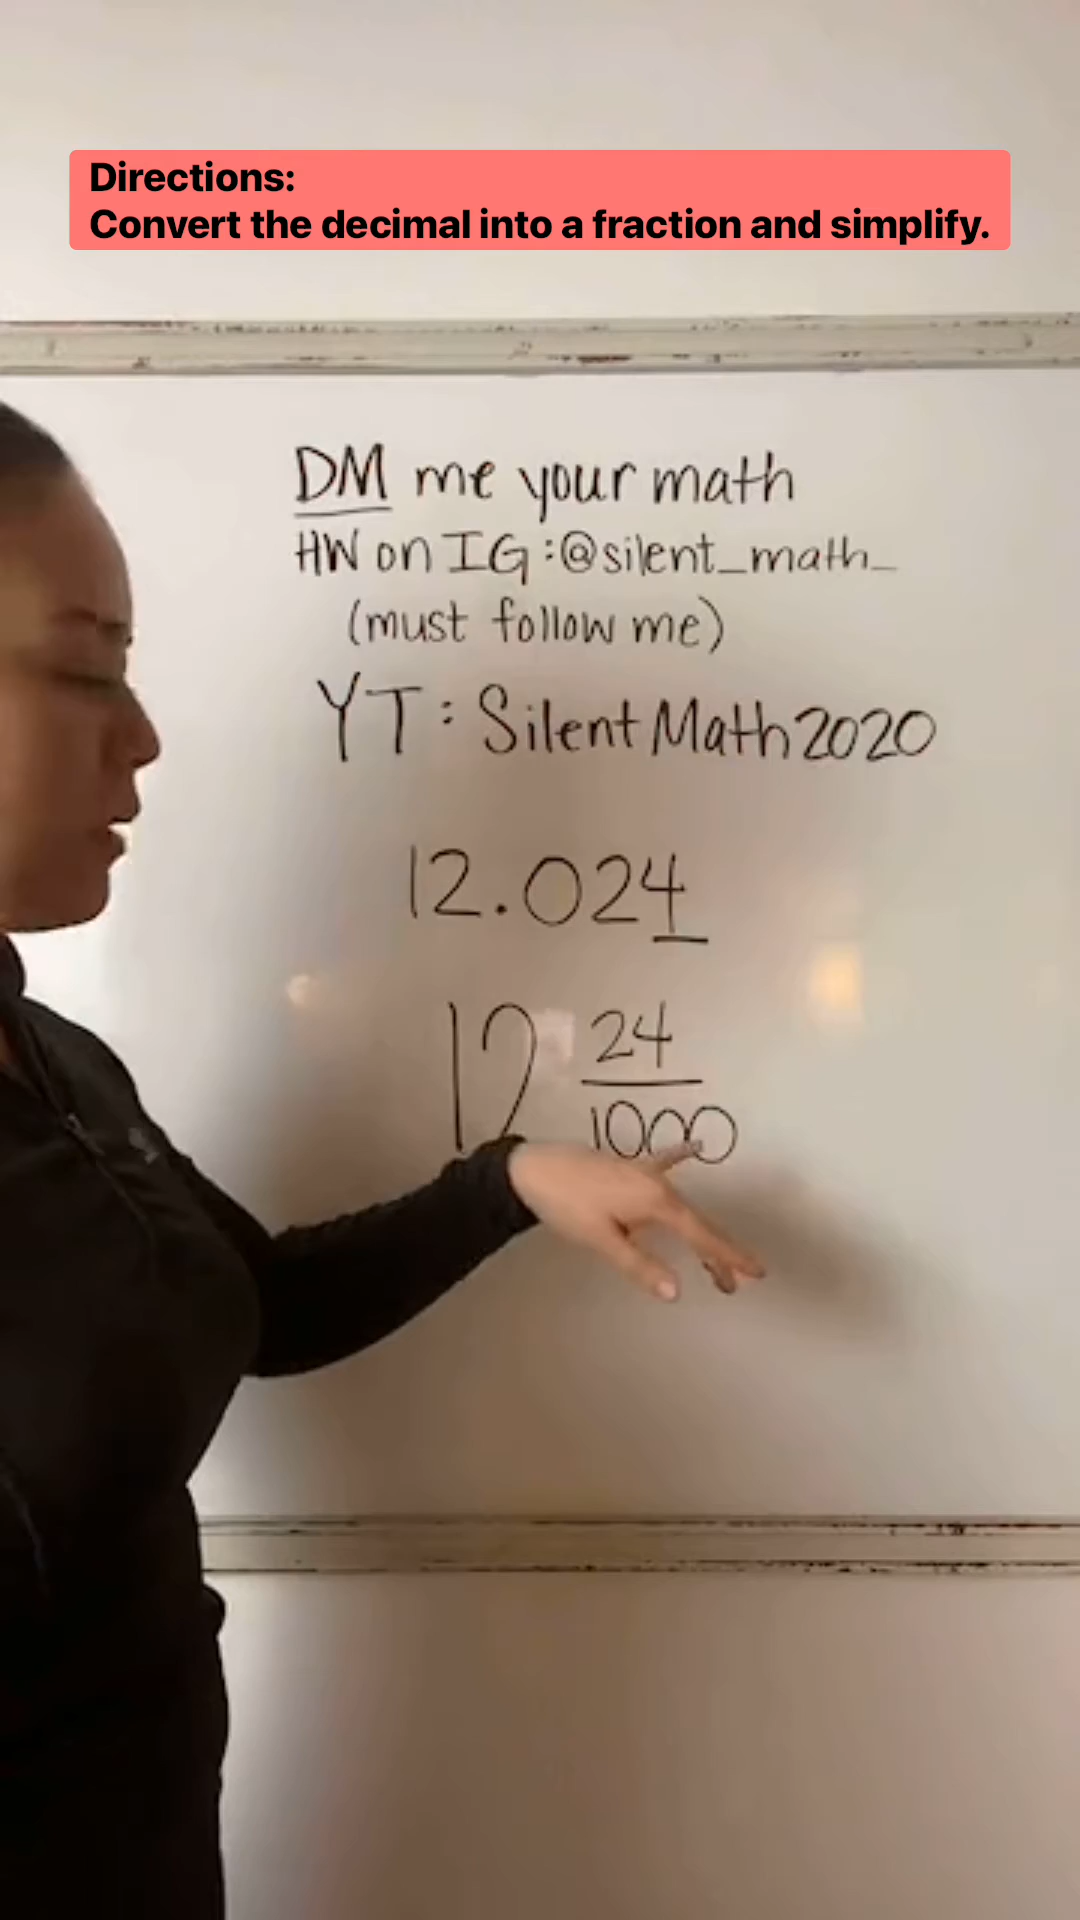 Directions:
Convert the decimal into a fraction and simplify.
DM me your math
HW on IG:@silent_math_
(must follow me)
YT: SilentMath2020
12.024
12 24
1000